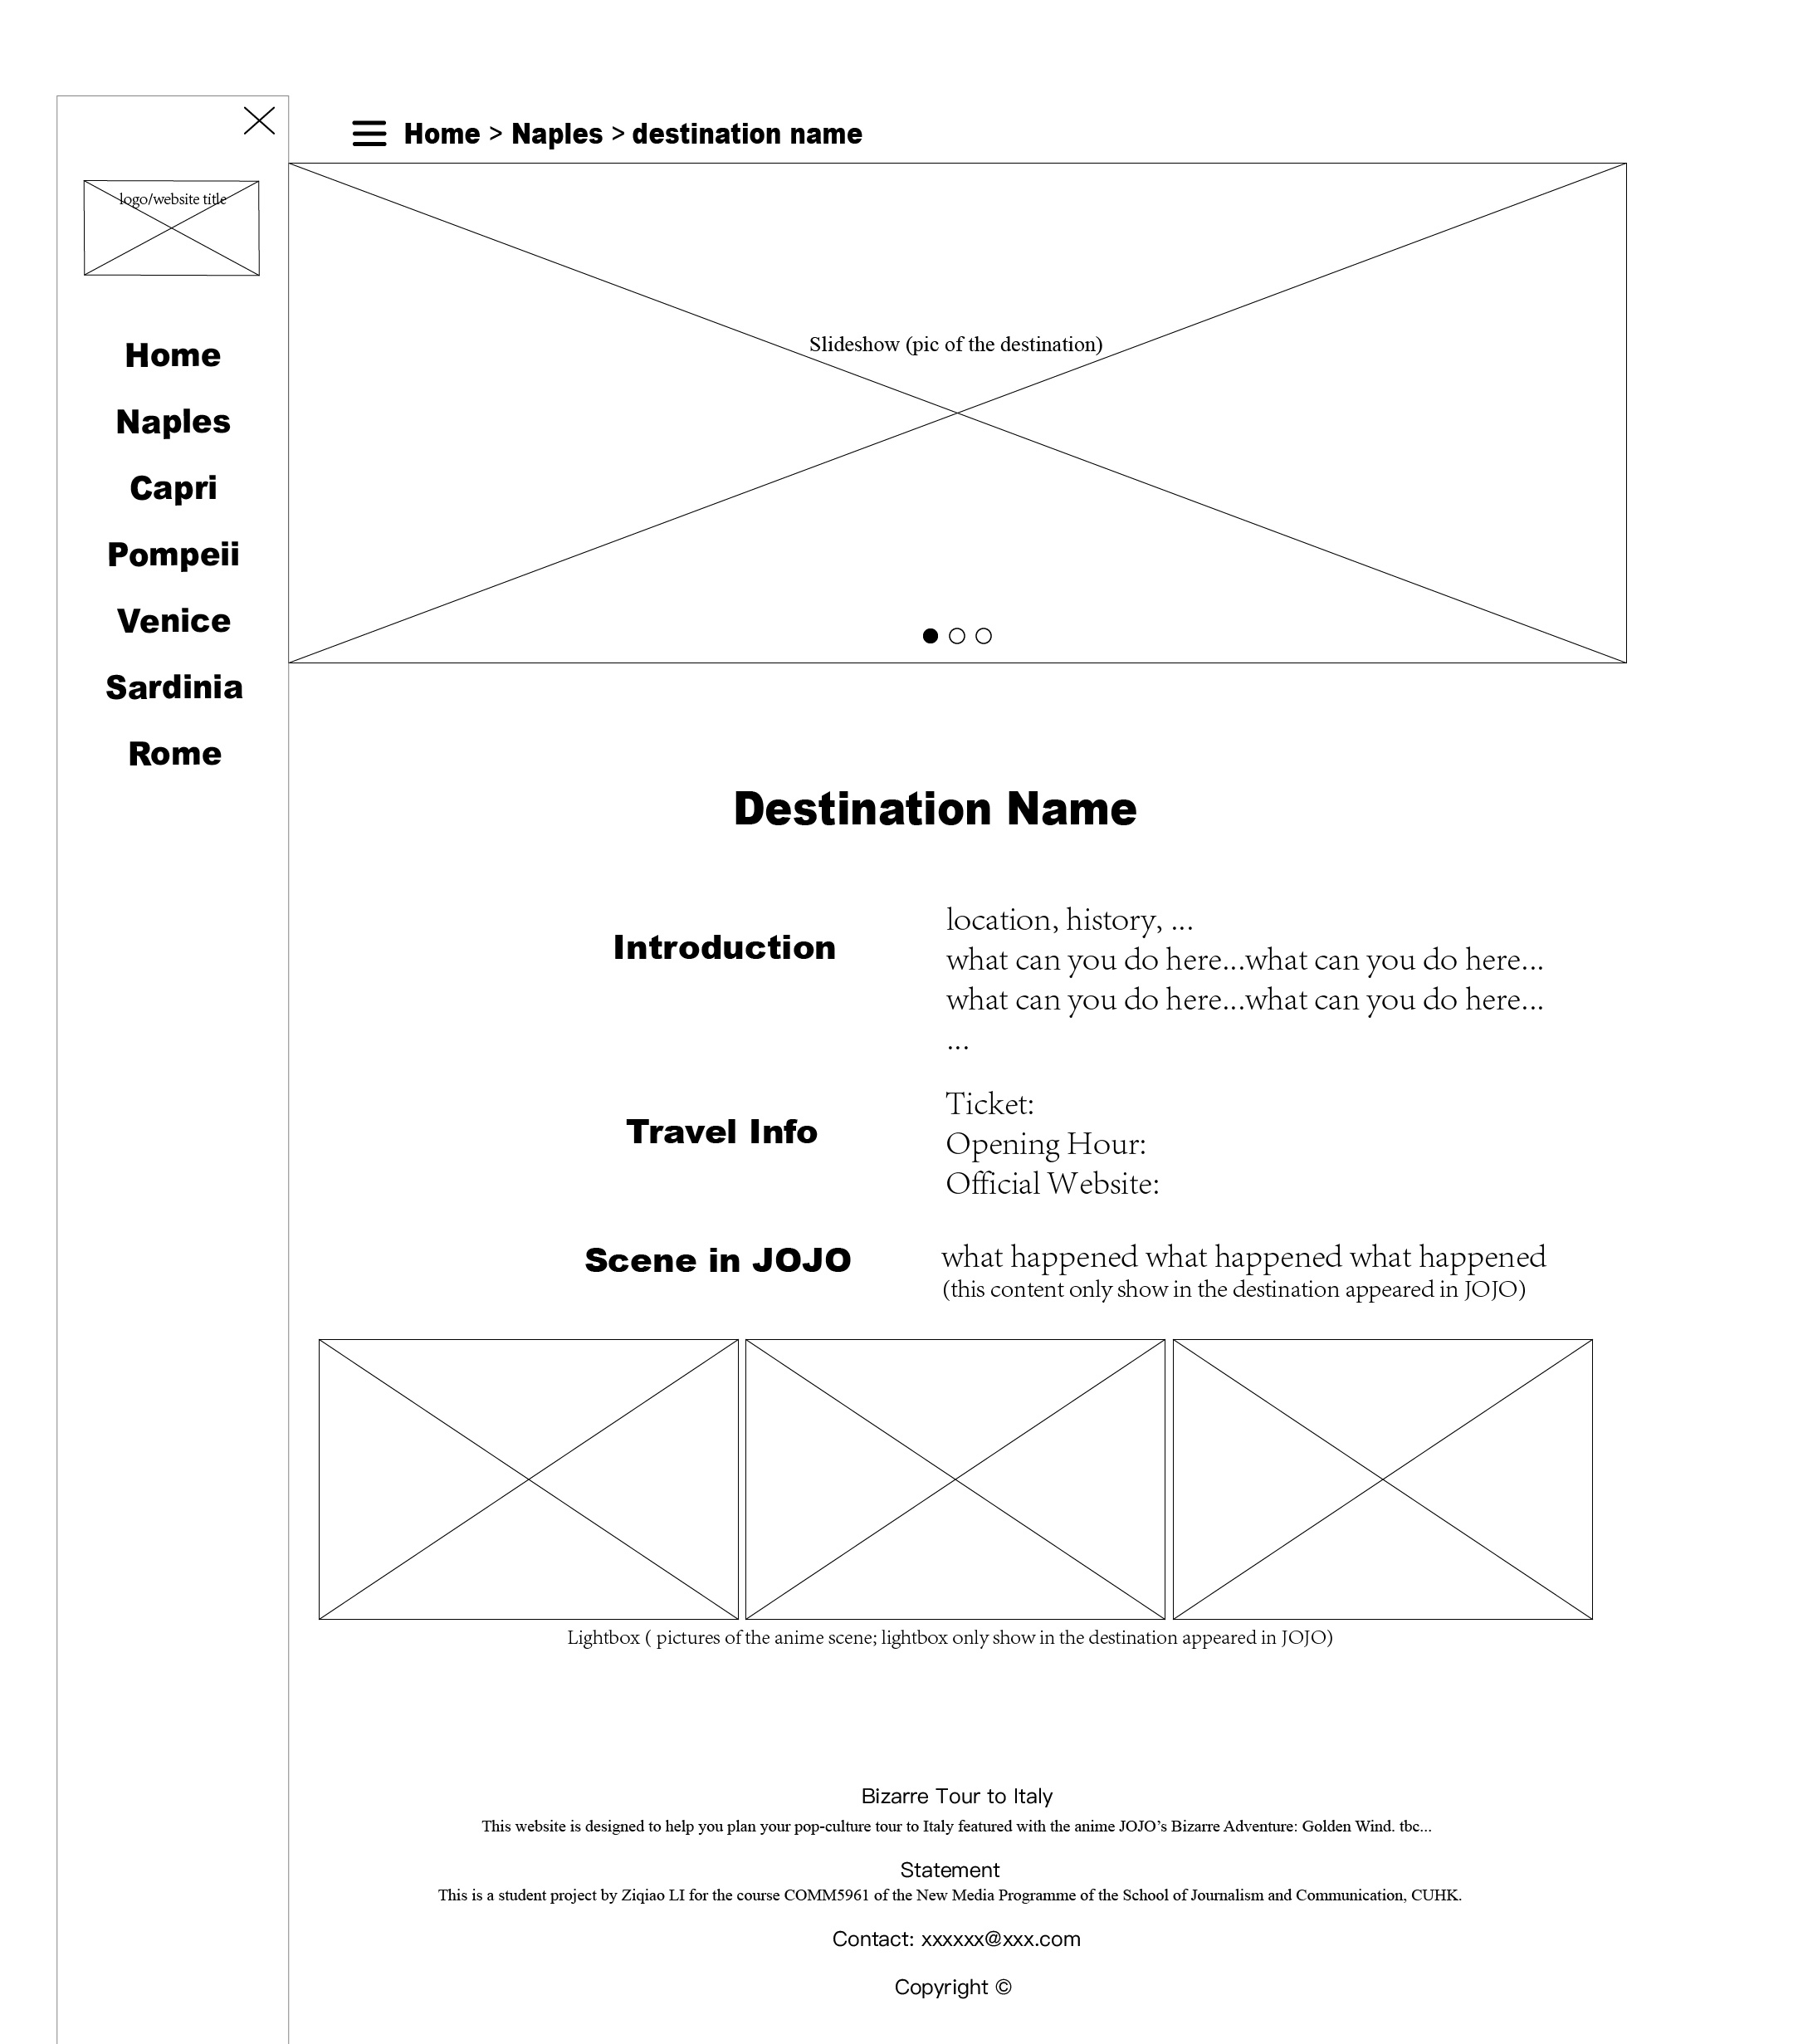 logo/website title
Home
Naples
Capri
Pompeii
Venice
Sardinia
Rome
Home > Naples > destination name
Slideshow (pic of the destination)
Destination Name
Introduction
location, history, ...
what can you do here...what can you do here...
what can you do here...what can you do here...
...
Travel Info
Ticket:
Opening Hour:
Official Website:
Scene in JOJO
what happened what happened what happened
(this content only show in the destination appeared in JOJO)
Lightbox ( pictures of the anime scene; lightbox only show in the destination appeared in JOJO)
Bizarre Tour to Italy
This website is designed to help you plan your pop-culture tour to Italy featured with the anime JOJO’s Bizarre Adventure: Golden Wind. tbc...
Statement
This is a student project by Ziqiao LI for the course COMM5961 of the New Media Programme of the School of Journalism and Communication, CUHK.
Contact: xxxxxx@xxx.com
Copyright ©